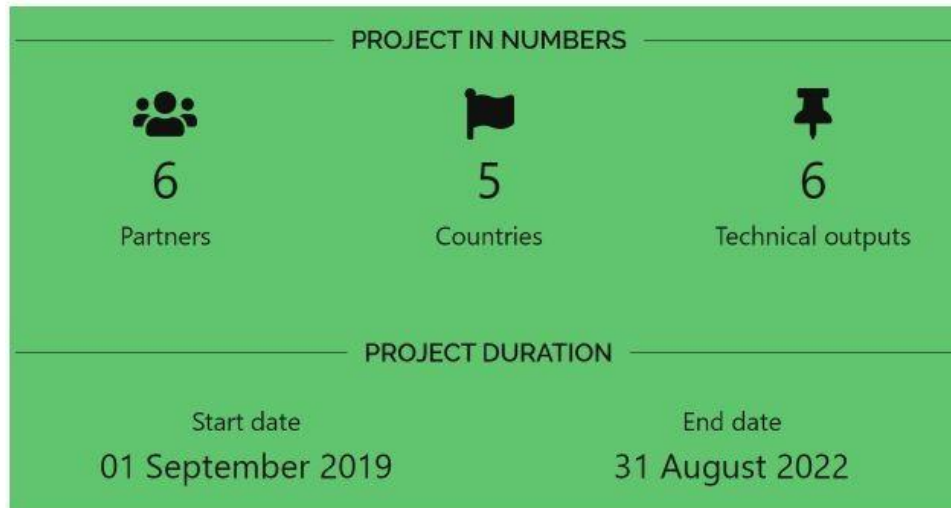 PROJECT IN NUMBERS
6 5 6
Partners Countries Technical outputs
PROJECT DURATION
Start date End date
01 September 2019 31 August 2022